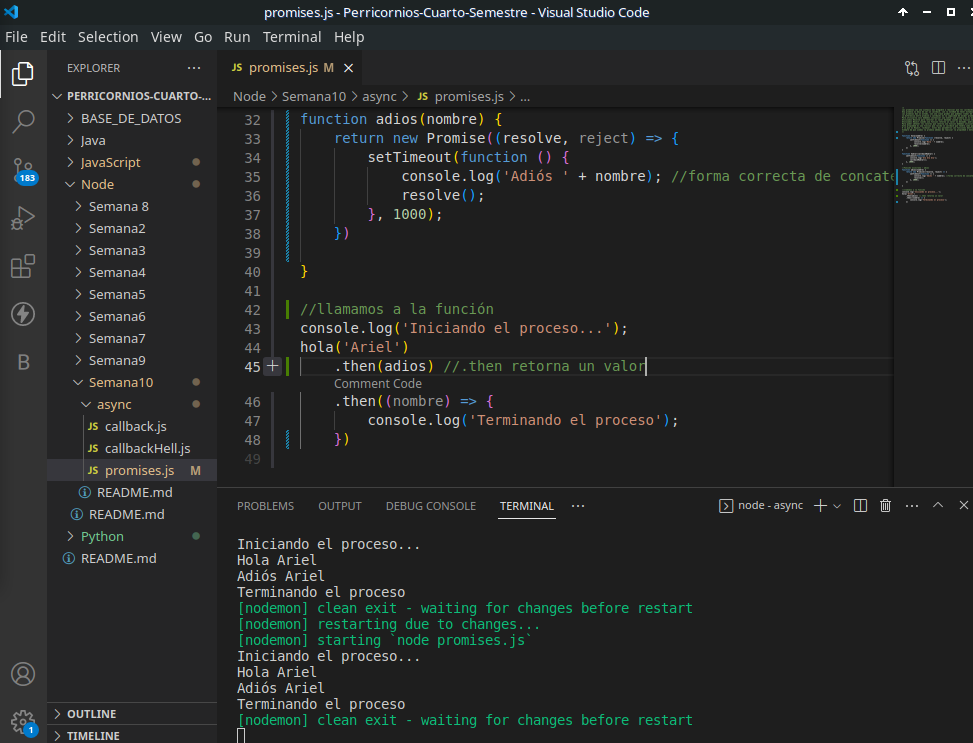 promises.js - Perricornios-Cuarto-Semestre - Visual Studio Code
File Edit Selection View Go Run Terminal Help
EXPLORER ...
PERRICORNIOS-CUARTO-...
BASE_DE_DATOS
Java
JavaScript
Node
Semana 8
Semana2
Semana3
Semana4
Semana5
Semana6
Semana7
Semana9
Semana10
async
JS callback.js
JS callbackHell.js
JS promises.js M
README.md
README.md
Python
README.md
OUTLINE
TIMELINE
183
B
1
JS promises.js M
Node > Semana10 > async > JS promises.js > ...
32 function adios(nombre) {
33 return new Promise((resolve, reject) => {
34 setTimeout(function () {
35 console.log('Adiós ' + nombre); //forma correcta de concate
36 resolve();
37 }, 1000);
38 })
39
40 }
41
42 //llamamos a la función
43 console.log('Iniciando el proceso...');
44 hola('Ariel')
45 .then(adios) //.then retorna un valor
Comment Code
46 .then((nombre) => {
47 console.log('Terminando el proceso');
48 })
49
PROBLEMS OUTPUT DEBUG CONSOLE TERMINAL ... node - async
Iniciando el proceso...
Hola Ariel
Adiós Ariel
Terminando el proceso
[nodemon] clean exit - waiting for changes before restart
[nodemon] restarting due to changes...
[nodemon] starting `node promises.js`
Iniciando el proceso...
Hola Ariel
Adiós Ariel
Terminando el proceso
[nodemon] clean exit - waiting for changes before restart